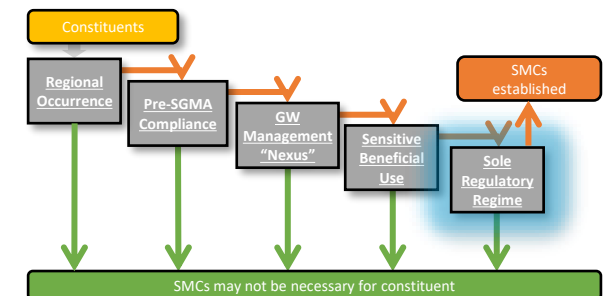 Constituents
Regional
Occurrence
Pre-SGMA
Compliance
GW
Management
“Nexus”
Sensitive
Beneficial
Use
Sole
Regulatory
Regime
SMCs
established
SMCs may not be necessary for constituent